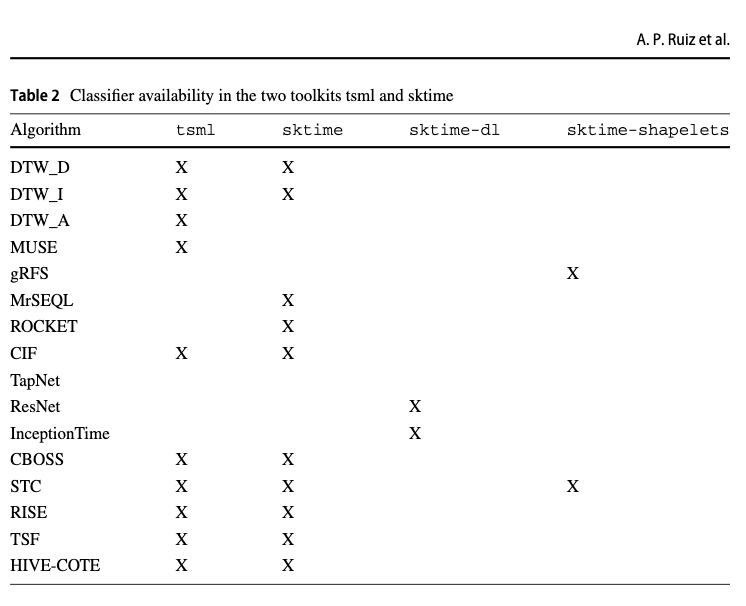 A. P. Ruiz et al.
Table 2 Classifier availability in the two toolkits tsml and sktime
Algorithm tsml sktime sktime-dl sktime-shapelets
DTW_D X X
DTW_I X X
DTW_A X
MUSE X
gRFS X
MrSEQL X
ROCKET X
CIF X X
TapNet
ResNet X
InceptionTime X
CBOSS X X
STC X X X
RISE X X
TSF X X
HIVE-COTE X X